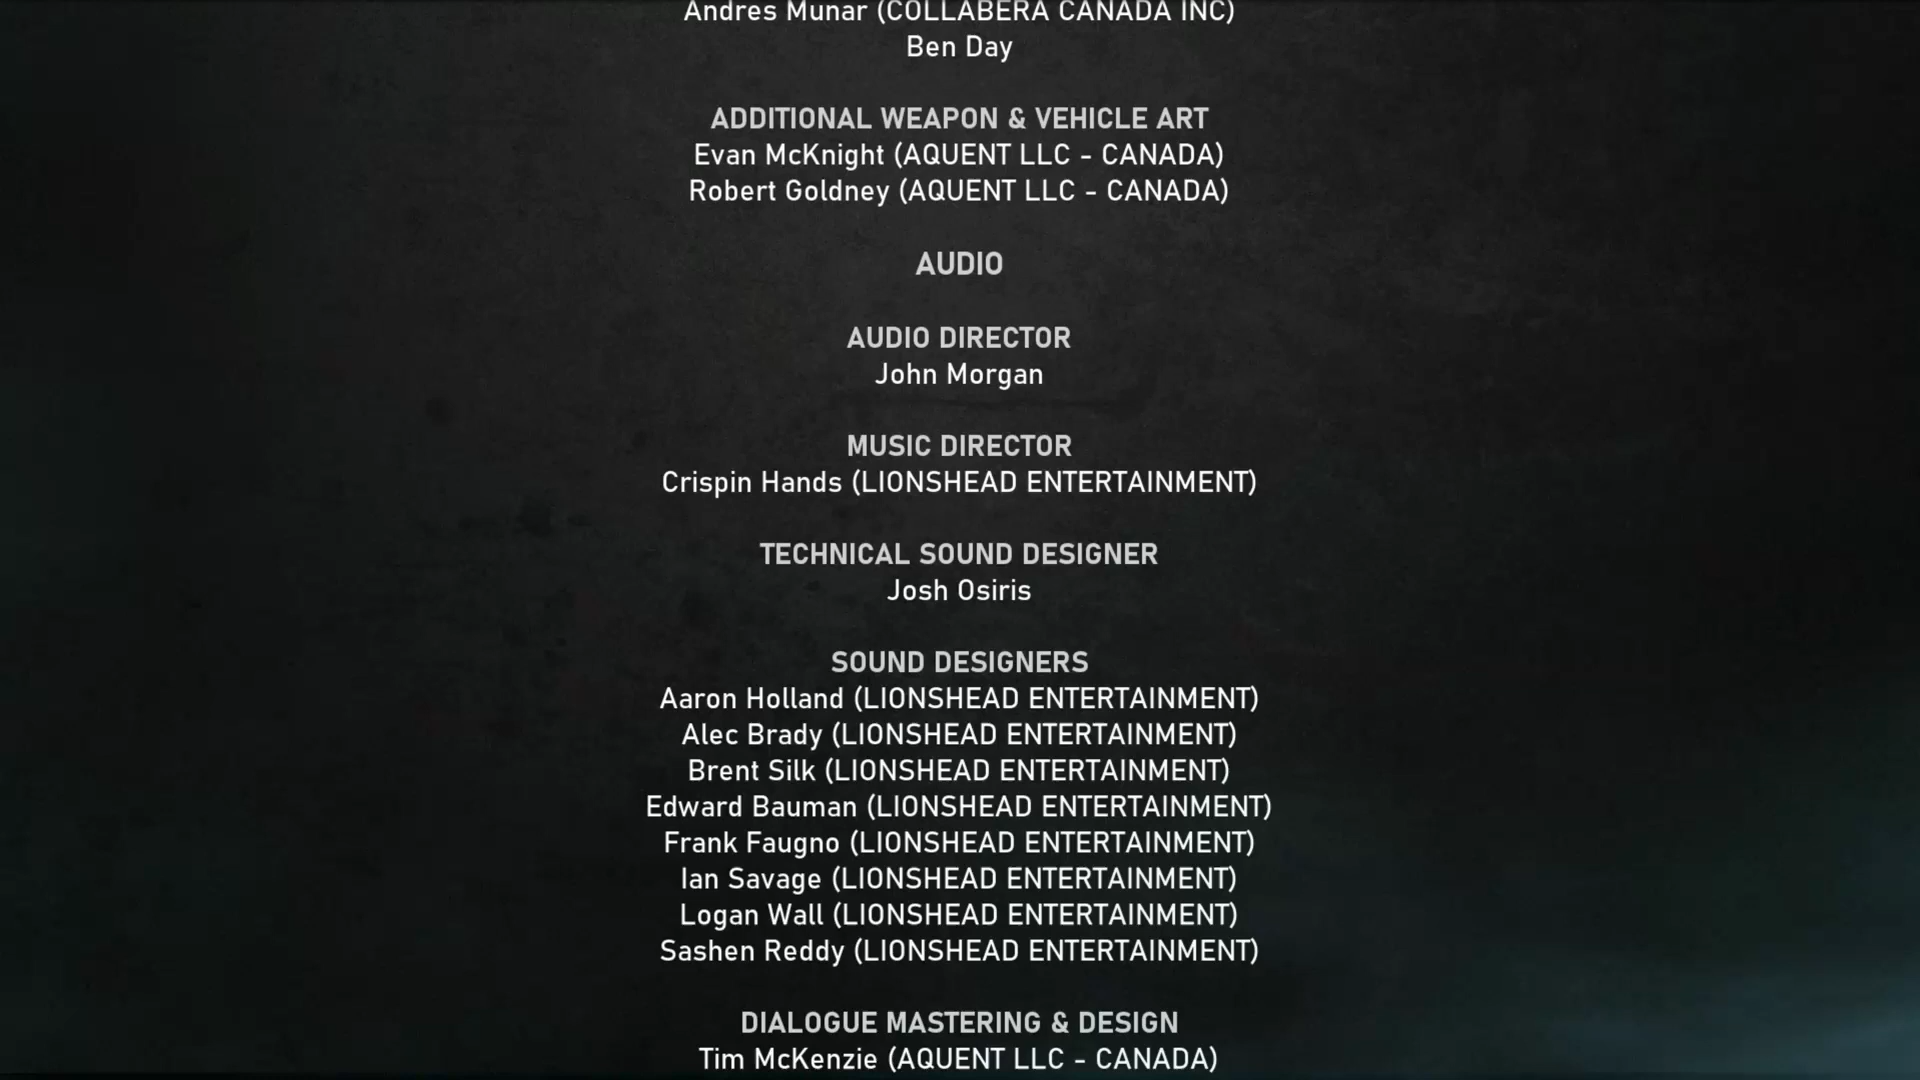 Andres Munar (COLLABERA CANADA INC)
Ben Day
ADDITIONAL WEAPON & VEHICLE ART
Evan McKnight (AQUENT LLC - CANADA)
Robert Goldney (AQUENT LLC - CANADA)
AUDIO
AUDIO DIRECTOR
John Morgan
MUSIC DIRECTOR
Crispin Hands (LIONSHEAD ENTERTAINMENT)
TECHNICAL SOUND DESIGNER
Josh Osiris
SOUND DESIGNERS
Aaron Holland (LIONSHEAD ENTERTAINMENT)
Alec Brady (LIONSHEAD ENTERTAINMENT)
Brent Silk (LIONSHEAD ENTERTAINMENT)
Edward Bauman (LIONSHEAD ENTERTAINMENT)
Frank Faugno (LIONSHEAD ENTERTAINMENT)
Ian Savage (LIONSHEAD ENTERTAINMENT)
Logan Wall (LIONSHEAD ENTERTAINMENT)
Sashen Reddy (LIONSHEAD ENTERTAINMENT)
DIALOGUE MASTERING & DESIGN
Tim McKenzie (AQUENT LLC - CANADA)